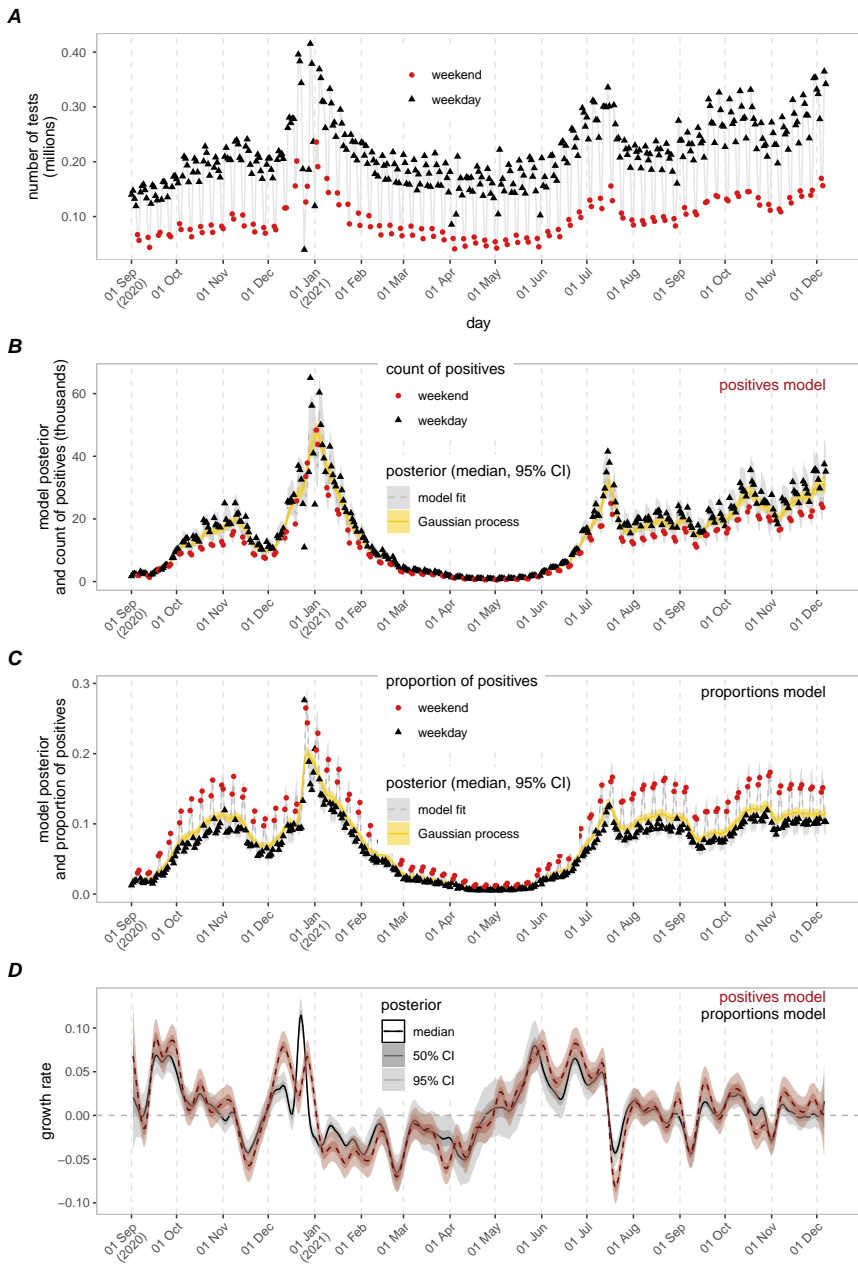 A
number of tests
(millions)
0.40
0.30
0.20
0.10
weekend
weekday
01 Sep
(2020)
01 Oct
01 Nov
01 Dec
01 Jan
(2021)
01 Feb
01 Mar
01 Apr
01 May
01 Jun
01 Jul
01 Aug
01 Sep
01 Oct
01 Nov
01 Dec
day
B
model posterior
and count of positives (thousands)
60
40
20
0
count of positives
weekend
weekday
posterior (median, 95% CI)
model fit
Gaussian process
positives model
01 Sep
(2020)
01 Oct
01 Nov
01 Dec
01 Jan
(2021)
01 Feb
01 Mar
01 Apr
01 May
01 Jun
01 Jul
01 Aug
01 Sep
01 Oct
01 Nov
01 Dec
C
model posterior
and proportion of positives
0.3
0.2
0.1
0.0
proportion of positives
weekend
weekday
posterior (median, 95% CI)
model fit
Gaussian process
proportions model
01 Sep
(2020)
01 Oct
01 Nov
01 Dec
01 Jan
(2021)
01 Feb
01 Mar
01 Apr
01 May
01 Jun
01 Jul
01 Aug
01 Sep
01 Oct
01 Nov
01 Dec
D
growth rate
0.10
0.05
0.00
−0.05
−0.10
posterior
median
50% CI
95% CI
positives model
proportions model
01 Sep
(2020)
01 Oct
01 Nov
01 Dec
01 Jan
(2021)
01 Feb
01 Mar
01 Apr
01 May
01 Jun
01 Jul
01 Aug
01 Sep
01 Oct
01 Nov
01 Dec